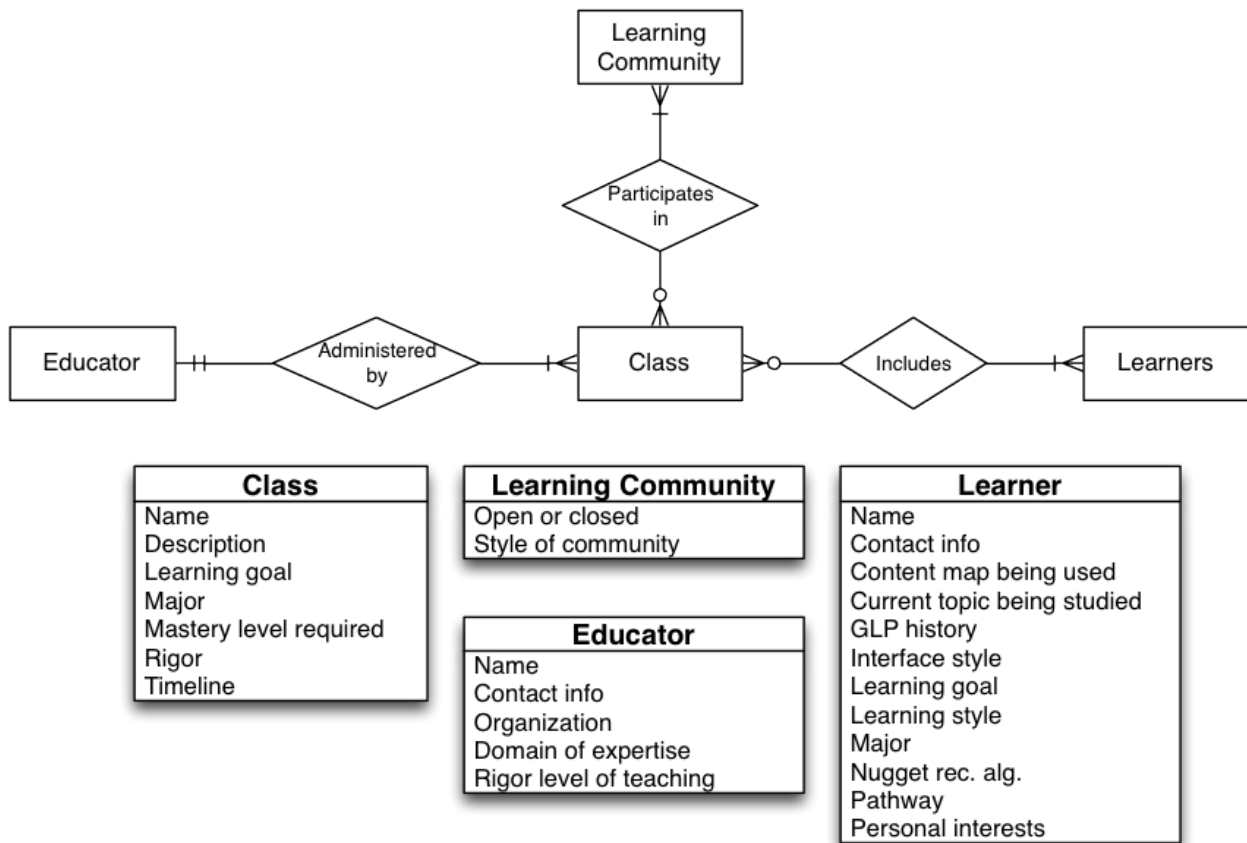 Learning
Community
Participates
in
Educator
Administered
by
Class
Includes
Learners
Class
Name
Description
Learning goal
Major
Mastery level required
Rigor
Timeline
Learning Community
Open or closed
Style of community
Educator
Name
Contact info
Organization
Domain of expertise
Rigor level of teaching
Learner
Name
Contact info
Content map being used
Current topic being studied
GLP history
Interface style
Learning goal
Learning style
Major
Nugget rec. alg.
Pathway
Personal interests